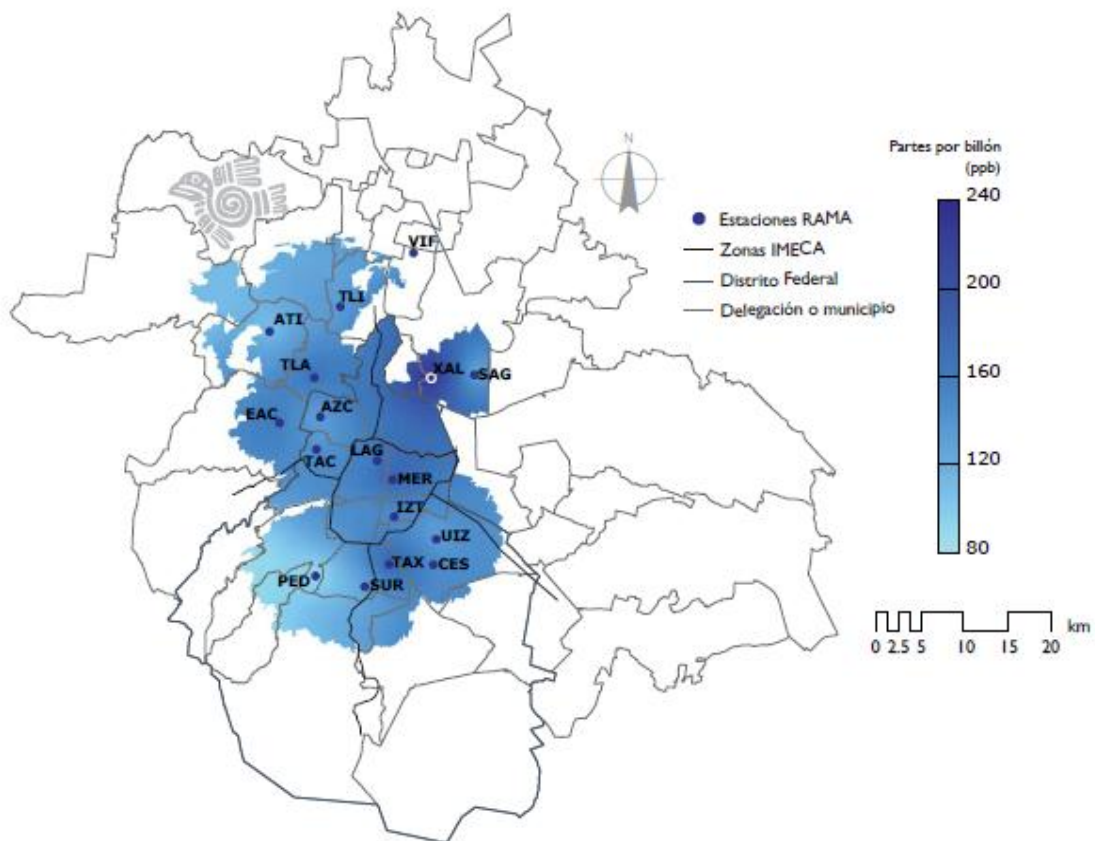 N
Partes por billón
(ppb)
240
200
160
120
80
Estaciones RAMA
Zonas IMECA
Distrito Federal
Delegación o municipio
VIF
TLI
ATI
TLA
XAL
SAG
EAC
AZC
TAC
LAG
MER
IZT
UIZ
TAX
CES
PED
SUR
km
0 2.5 5 10 15 20